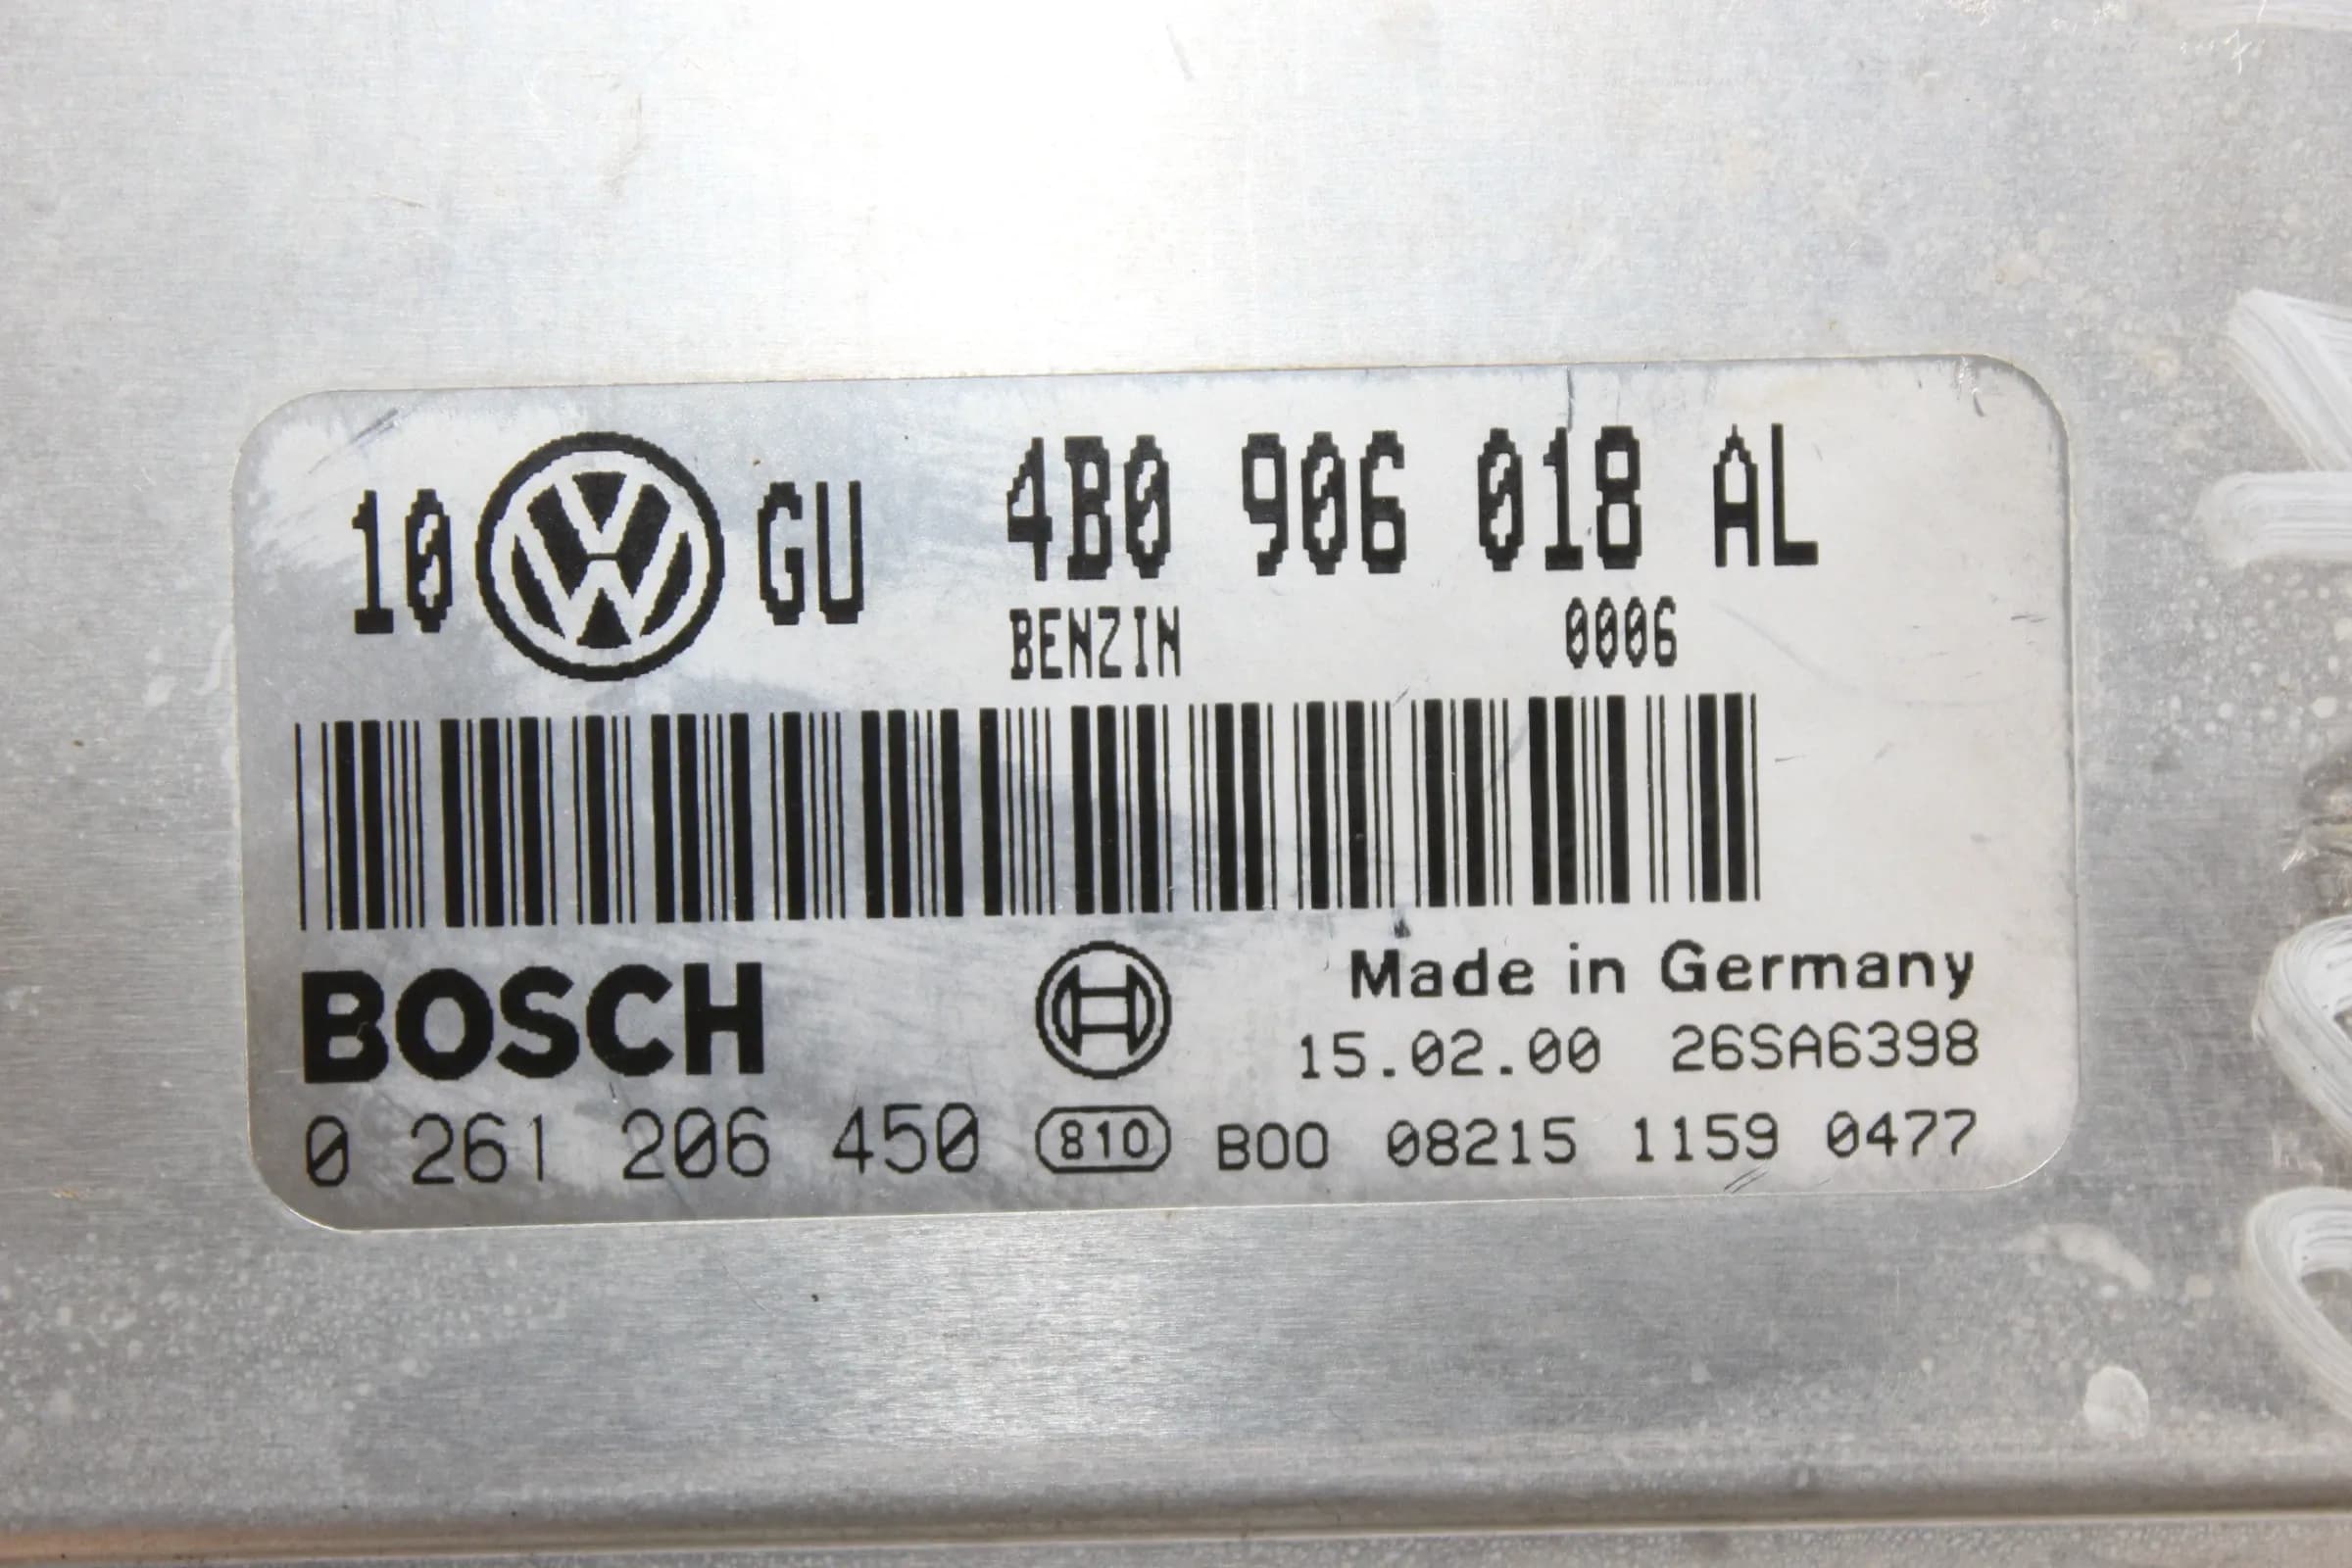 10 GU 4B0 906 018 AL
BENZIN 0006
BOSCH Made in Germany
15.02.00 26SA6398
0 261 206 450 810 B00 08215 1159 0477